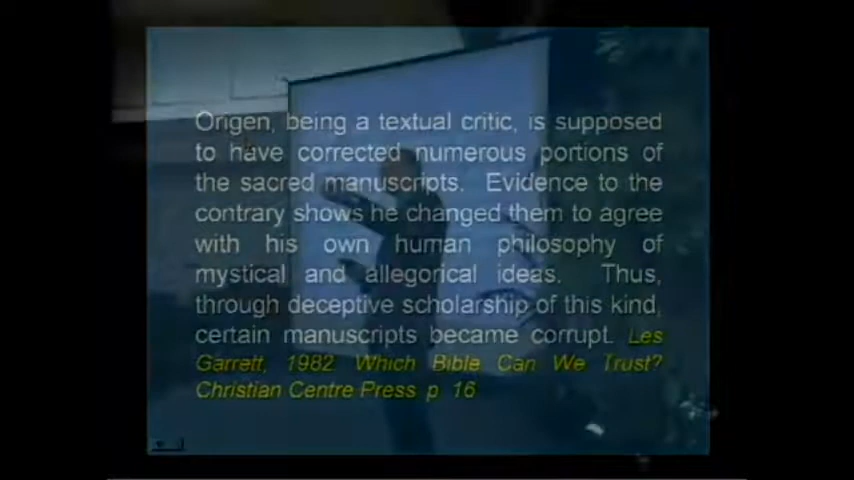 Origen, being a textual critic, is supposed
to have corrected numerous portions of
the sacred manuscripts. Evidence to the
contrary shows he changed them to agree
with his own human philosophy of
mystical and allegorical ideas. Thus,
through deceptive scholarship of this kind,
certain manuscripts became corrupt. Les
Garrett, 1982 Which Bible Can We Trust?
Christian Centre Press p 16